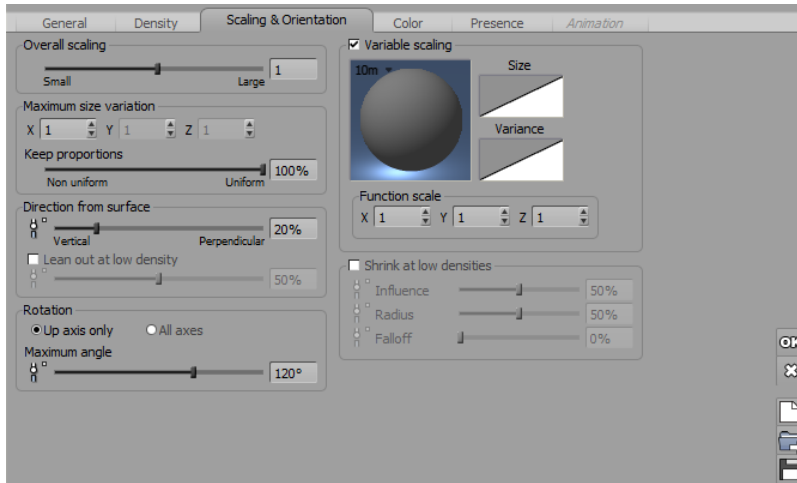 General Density Scaling & Orientation Color Presence Animation
Overall scaling
Small Large 1
Maximum size variation
X 1 Y 1 Z 1
Keep proportions
Non uniform Uniform 100%
Direction from surface
Vertical Perpendicular 20%
Lean out at low density
50%
Rotation
Up axis only All axes
Maximum angle
120°
Variable scaling
10m
Size
Variance
Function scale
X 1 Y 1 Z 1
Shrink at low densities
Influence 50%
Radius 50%
Falloff 0%